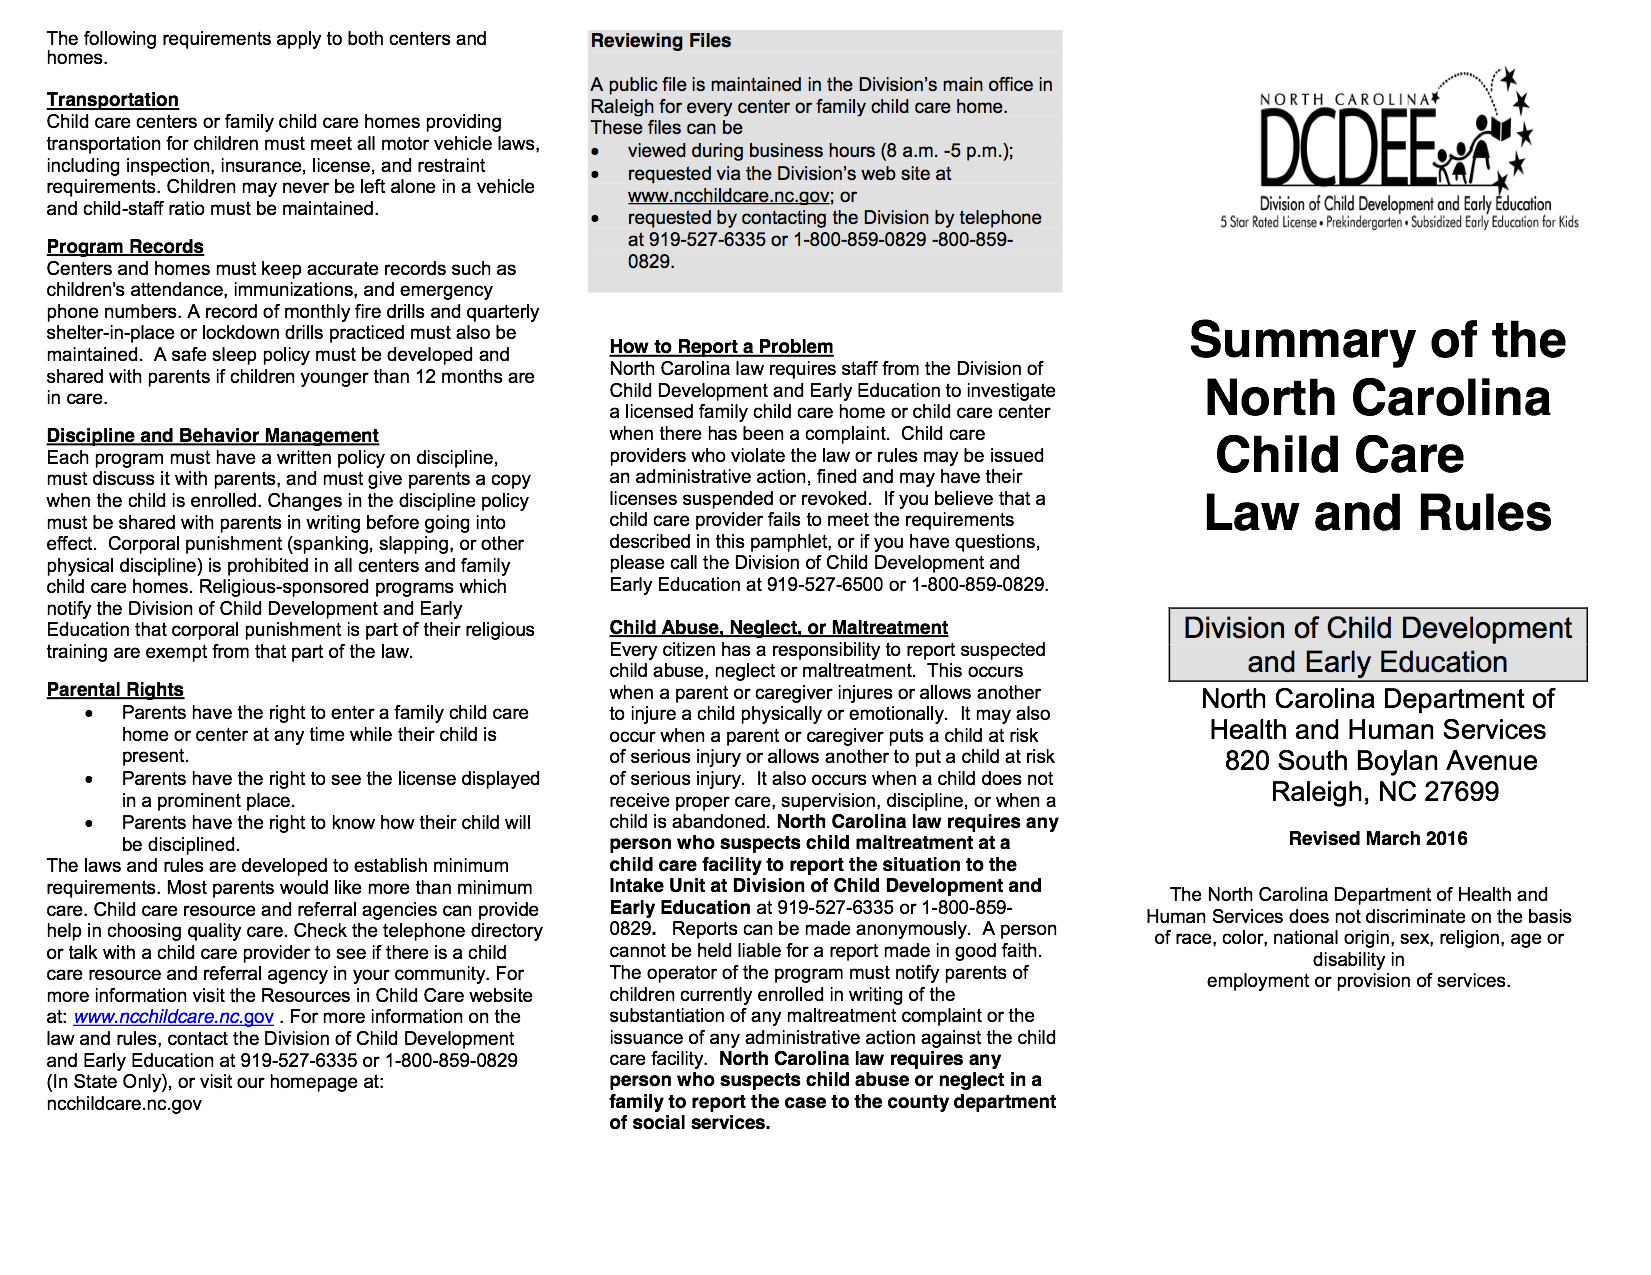 The following requirements apply to both centers and
homes.
Transportation
Child care centers or family child care homes providing
transportation for children must meet all motor vehicle laws,
including inspection, insurance, license, and restraint
requirements. Children may never be left alone in a vehicle
and child-staff ratio must be maintained.
Program Records
Centers and homes must keep accurate records such as
children's attendance, immunizations, and emergency
phone numbers. A record of monthly fire drills and quarterly
shelter-in-place or lockdown drills practiced must also be
maintained.  A safe sleep policy must be developed and
shared with parents if children younger than 12 months are
in care.
Discipline and Behavior Management
Each program must have a written policy on discipline,
must discuss it with parents, and must give parents a copy
when the child is enrolled. Changes in the discipline policy
must be shared with parents in writing before going into
effect.  Corporal punishment (spanking, slapping, or other
physical discipline) is prohibited in all centers and family
child care homes. Religious-sponsored programs which
notify the Division of Child Development and Early
Education that corporal punishment is part of their religious
training are exempt from that part of the law.
Parental Rights
• Parents have the right to enter a family child care
home or center at any time while their child is
present.
• Parents have the right to see the license displayed
in a prominent place.
• Parents have the right to know how their child will
be disciplined.
The laws and rules are developed to establish minimum
requirements. Most parents would like more than minimum
care. Child care resource and referral agencies can provide
help in choosing quality care. Check the telephone directory
or talk with a child care provider to see if there is a child
care resource and referral agency in your community. For
more information visit the Resources in Child Care website
at: www.ncchildcare.nc.gov . For more information on the
law and rules, contact the Division of Child Development
and Early Education at 919-527-6335 or 1-800-859-0829
(In State Only), or visit our homepage at:
ncchildcare.nc.gov
Reviewing Files
A public file is maintained in the Division’s main office in
Raleigh for every center or family child care home.
These files can be
• viewed during business hours (8 a.m. -5 p.m.);
• requested via the Division’s web site at
www.ncchildcare.nc.gov; or
• requested by contacting the Division by telephone
at 919-527-6335 or 1-800-859-0829 -800-859-
0829.
How to Report a Problem
North Carolina law requires staff from the Division of
Child Development and Early Education to investigate
a licensed family child care home or child care center
when there has been a complaint.  Child care
providers who violate the law or rules may be issued
an administrative action, fined and may have their
licenses suspended or revoked.  If you believe that a
child care provider fails to meet the requirements
described in this pamphlet, or if you have questions,
please call the Division of Child Development and
Early Education at 919-527-6500 or 1-800-859-0829.
Child Abuse, Neglect, or Maltreatment
Every citizen has a responsibility to report suspected
child abuse, neglect or maltreatment.  This occurs
when a parent or caregiver injures or allows another
to injure a child physically or emotionally.  It may also
occur when a parent or caregiver puts a child at risk
of serious injury or allows another to put a child at risk
of serious injury.  It also occurs when a child does not
receive proper care, supervision, discipline, or when a
child is abandoned. North Carolina law requires any
person who suspects child maltreatment at a
child care facility to report the situation to the
Intake Unit at Division of Child Development and
Early Education at 919-527-6335 or 1-800-859-
0829.   Reports can be made anonymously.  A person
cannot be held liable for a report made in good faith.
The operator of the program must notify parents of
children currently enrolled in writing of the
substantiation of any maltreatment complaint or the
issuance of any administrative action against the child
care facility.  North Carolina law requires any
person who suspects child abuse or neglect in a
family to report the case to the county department
of social services.
NORTH CAROLINA
DCDEE
Division of Child Development and Early Education
5 Star Rated License • Prekindergarten • Subsidized Early Education for Kids
Summary of the
North Carolina
Child Care
Law and Rules
Division of Child Development
and Early Education
North Carolina Department of
Health and Human Services
820 South Boylan Avenue
Raleigh, NC 27699
Revised March 2016
The North Carolina Department of Health and
Human Services does not discriminate on the basis
of race, color, national origin, sex, religion, age or
disability in
employment or provision of services.